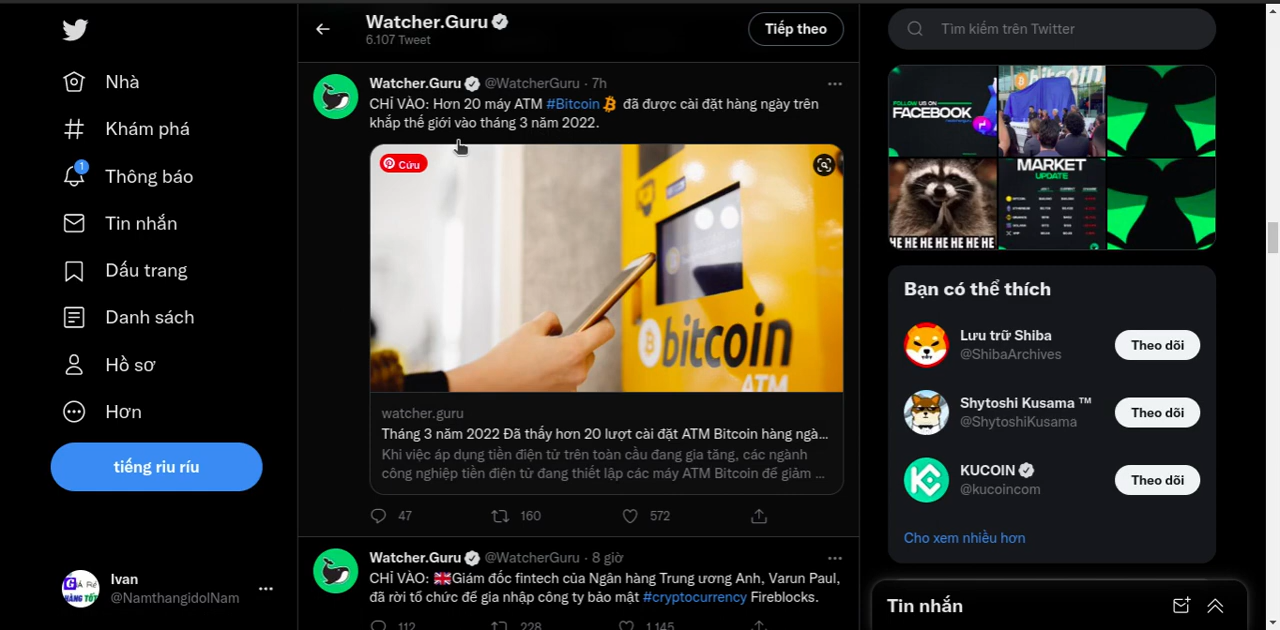 Nhà
Khám phá
1
Thông báo
Tin nhắn
Dấu trang
Danh sách
Hồ sơ
Hơn
tiếng riu ríu
Ivan
@NamthangidolNam
Watcher.Guru
6.107 Tweet
Tiếp theo
Watcher.Guru @WatcherGuru · 7h
CHỈ VÀO: Hơn 20 máy ATM #Bitcoin đã được cài đặt hàng ngày trên
khắp thế giới vào tháng 3 năm 2022.
Cứu
bitcoin
ATM
watcher.guru
Tháng 3 năm 2022 Đã thấy hơn 20 lượt cài đặt ATM Bitcoin hàng ngà...
Khi việc áp dụng tiền điện tử trên toàn cầu đang gia tăng, các ngành
công nghiệp tiền điện tử đang thiết lập các máy ATM Bitcoin để giảm ...
47 160 572
Watcher.Guru @WatcherGuru · 8 giờ
CHỈ VÀO: Giám đốc fintech của Ngân hàng Trung ương Anh, Varun Paul,
đã rời tổ chức để gia nhập công ty bảo mật #cryptocurrency Fireblocks.
112 228 1.145
Tìm kiếm trên Twitter
FOLLOW US ON
FACEBOOK
bitcoin
HE HE HE HE HE HE
MARKET
UPDATE
Bạn có thể thích
Lưu trữ Shiba
@ShibaArchives
Theo dõi
Shytoshi Kusama ™
@ShytoshiKusama
Theo dõi
KUCOIN
@kucoincom
Theo dõi
Cho xem nhiều hơn
Tin nhắn